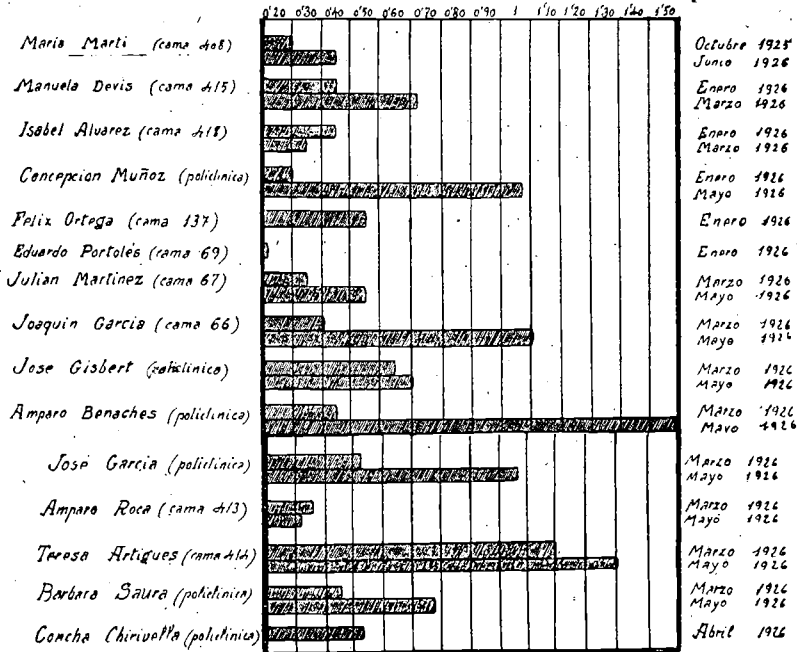 0'20 0'30 0'40 0'50 0'60 0'70 0'80 0'90 1 1'10 1'20 1'30 1'40 1'50
Maria Marti (cama 408) Octubre 1925
Junio 1926
Manuela Devis (cama 415) Enero 1926
Marzo 1926
Isabel Alvarez (cama 418) Enero 1926
Marzo 1926
Concepcion Muñoz (policlinica) Enero 1926
Mayo 1926
Felix Ortega (cama 137) Enero 1926
Eduardo Portolés (cama 69) Enero 1926
Julian Martinez (cama 67) Marzo 1926
Mayo 1926
Joaquin Garcia (cama 66) Marzo 1926
Mayo 1926
Jose Gisbert (policlinica) Marzo 1926
Mayo 1926
Amparo Benaches (policlinica) Marzo 1926
Mayo 1926
José Garcia (policlinica) Marzo 1926
Mayo 1926
Amparo Roca (cama 413) Marzo 1926
Mayo 1926
Teresa Artigues (cama 414) Marzo 1926
Mayo 1926
Barbara Saura (policlinica) Marzo 1926
Mayo 1926
Concha Chirivella (policlinica) Abril 1926